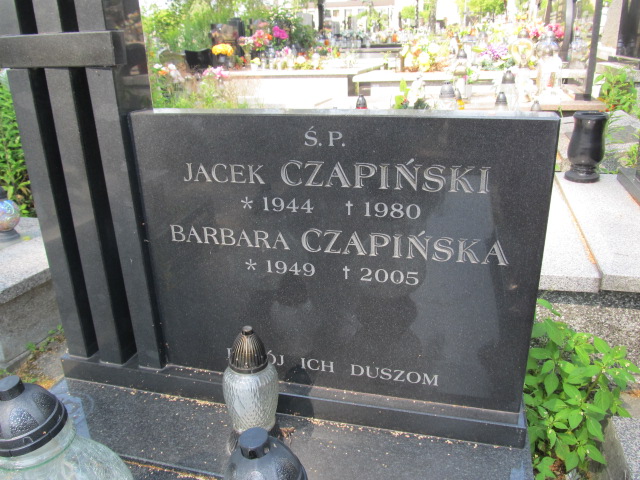 Ś.P.
JACEK CZAPIŃSKI
* 1944 † 1980
BARBARA CZAPIŃSKA
* 1949 † 2005
ICH DUSZOM